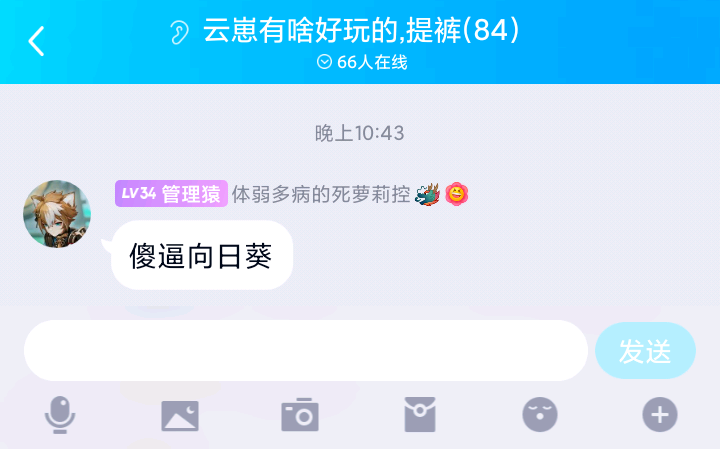 云崽有啥好玩的,提裤(84)
66人在线
晚上10:43
LV34 管理猿 体弱多病的死萝莉控
傻逼向日葵
发送